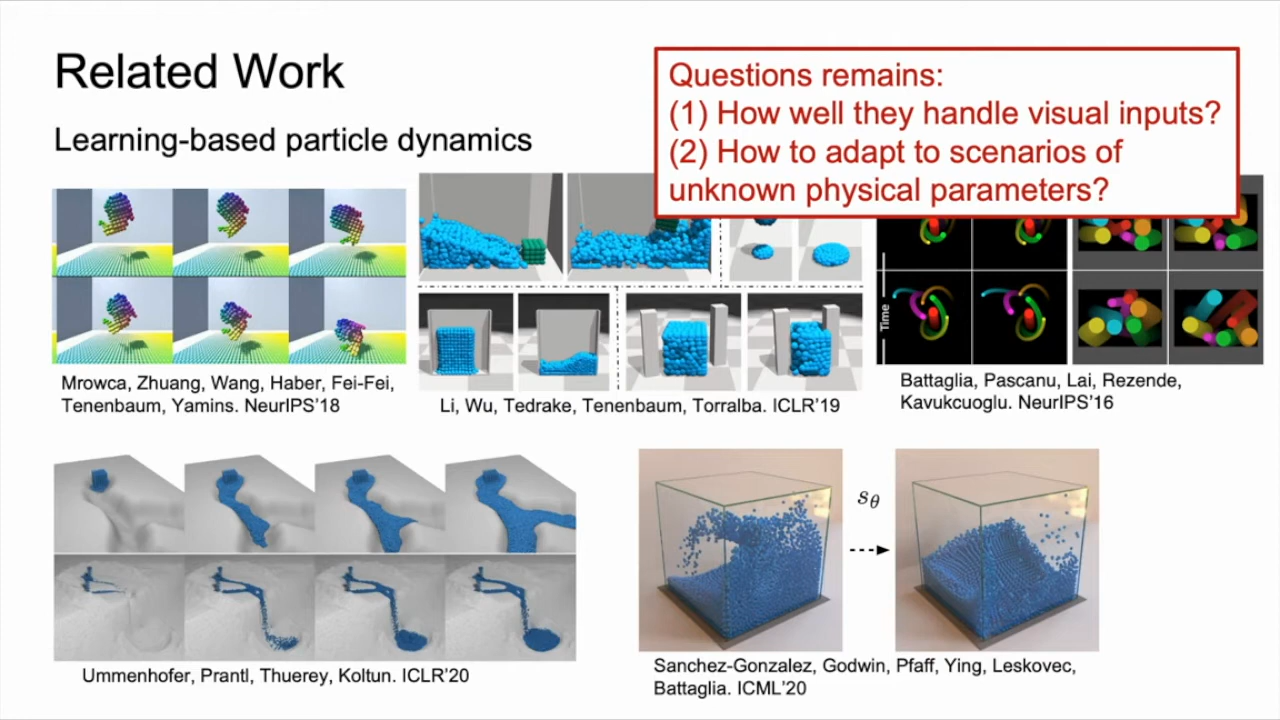 Related Work
Questions remains:
(1) How well they handle visual inputs?
(2) How to adapt to scenarios of
unknown physical parameters?
Learning-based particle dynamics
Time
Mrowca, Zhuang, Wang, Haber, Fei-Fei,
Tenenbaum, Yamins. NeurIPS'18
Li, Wu, Tedrake, Tenenbaum, Torralba. ICLR'19
Battaglia, Pascanu, Lai, Rezende,
Kavukcuoglu. NeurIPS'16
sθ
Ummenhofer, Prantl, Thuerey, Koltun. ICLR'20
Sanchez-Gonzalez, Godwin, Pfaff, Ying, Leskovec,
Battaglia. ICML'20